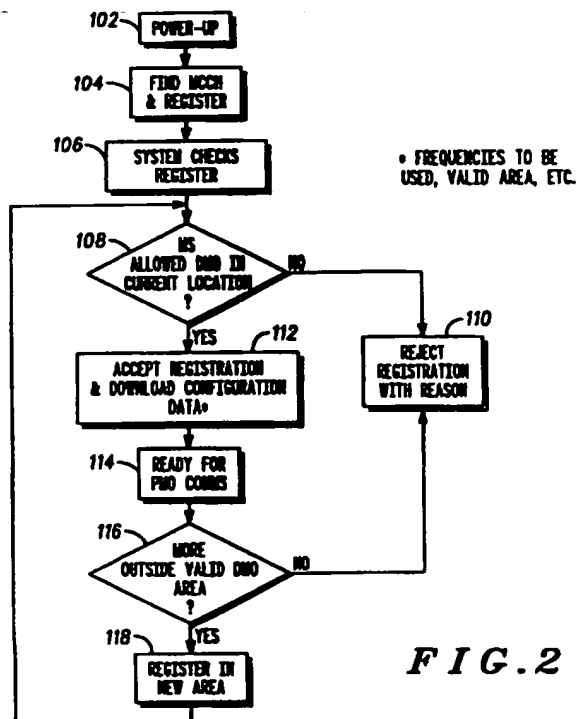 102
POWER-UP
104
FIND MCCH
& REGISTER
106
SYSTEM CHECKS
REGISTER
• FREQUENCIES TO BE
USED, VALID AREA, ETC.
108
MS
ALLOWED DMO IN
CURRENT LOCATION
?
NO
YES
112
ACCEPT REGISTRATION
& DOWNLOAD CONFIGURATION
DATA•
110
REJECT
REGISTRATION
WITH REASON
114
READY FOR
PMO COMMS
116
MORE
OUTSIDE VALID DMO
AREA
?
NO
YES
118
REGISTER IN
NEW AREA
FIG.2